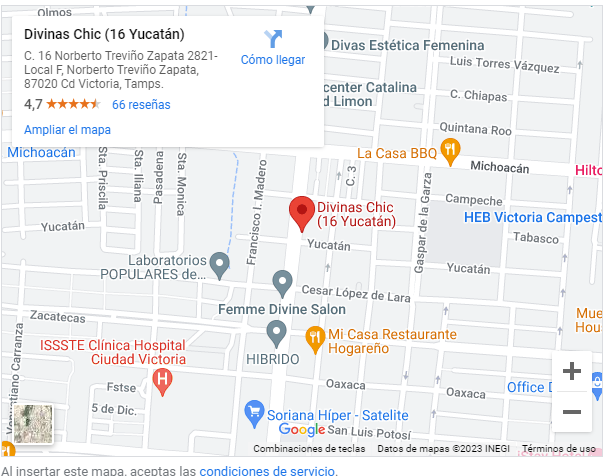 Olmos
Divinas Chic (16 Yucatán)
C. 16 Norberto Treviño Zapata 2821-
Local F, Norberto Treviño Zapata,
87020 Cd Victoria, Tamps.
4,7
66 reseñas
Ampliar el mapa
Cómo llegar
Divas Estética Femenina
Luis Torres Vázquez
center Catalina
d Limon
C. Chiapas
Quintana Roo
La Casa BBQ
Michoacán
Michoacán
Hilto
Sta. Priscila
Sta. Iliana
Pasadena
Sta. Monica
Francisco I. Madero
C. 3
Gaspar de la Garza
Campeche
HEB Victoria Campest
Divinas Chic
(16 Yucatán)
Tabasco
Yucatán
Yucatán
Yucatán
Laboratorios
POPULARES de...
Cesar López de Lara
Femme Divine Salon
Zacatecas
Venustiano Carranza
ISSSTE Clínica Hospital
Ciudad Victoria
HIBRIDO
Mi Casa Restaurante
Hogareño
Mue
Hous
Fstse
5 de Dic.
Oaxaca
Oaxaca
Office D
Soriana Híper - Satelite
Google
San Luis Potosí
Combinaciones de teclas
Datos de mapas ©2023 INEGI
Términos de uso
Al insertar este mapa, aceptas las condiciones de servicio.